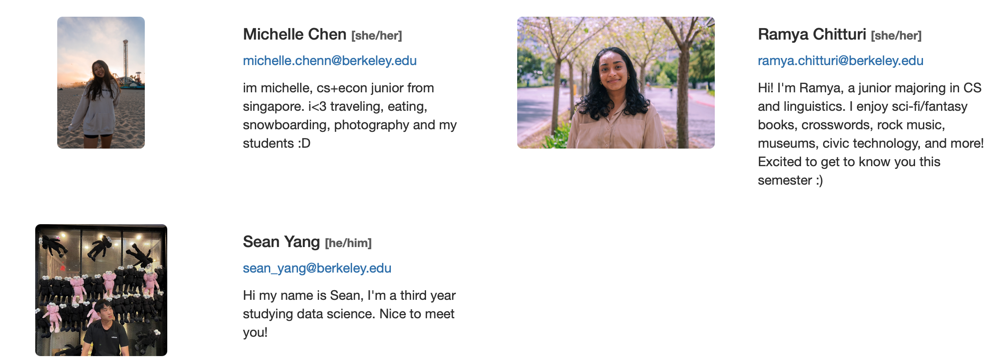 Michelle Chen [she/her]
michelle.chenn@berkeley.edu
im michelle, cs+econ junior from
singapore. i<3 traveling, eating,
snowboarding, photography and my
students :D
Ramya Chitturi [she/her]
ramya.chitturi@berkeley.edu
Hi! I'm Ramya, a junior majoring in CS
and linguistics. I enjoy sci-fi/fantasy
books, crosswords, rock music,
museums, civic technology, and more!
Excited to get to know you this
semester :)
Sean Yang [he/him]
sean_yang@berkeley.edu
Hi my name is Sean, I'm a third year
studying data science. Nice to meet
you!